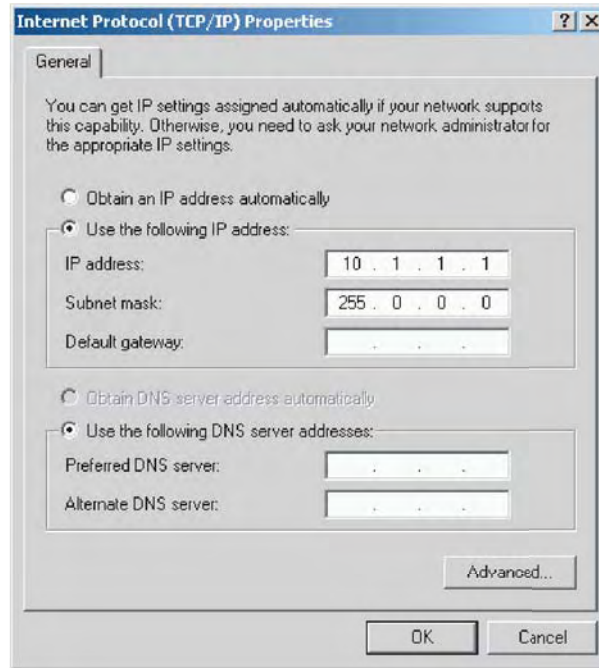 Internet Protocol (TCP/IP) Properties
General
You can get IP settings assigned automatically if your network supports
this capability. Otherwise, you need to ask your network administrator for
the appropriate IP settings.
Obtain an IP address automatically
Use the following IP address:
IP address: 10 . 1 . 1 . 1
Subnet mask: 255 . 0 . 0 . 0
Default gateway: . . .
Obtain DNS server address automatically
Use the following DNS server addresses:
Preferred DNS server: . . .
Alternate DNS server: . . .
Advanced...
OK Cancel